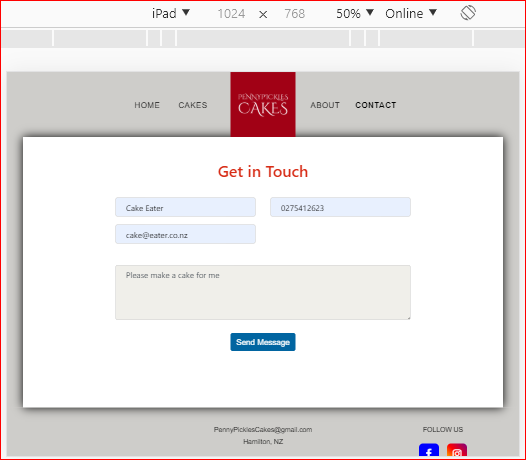 iPad ▼ 1024 × 768 50% ▼ Online ▼
HOME CAKES PENNYPICKLES CAKES ABOUT CONTACT
Get in Touch
Cake Eater 0275412623
cake@eater.co.nz
Please make a cake for me
Send Message
PennyPicklesCakes@gmail.com FOLLOW US
Hamilton, NZ